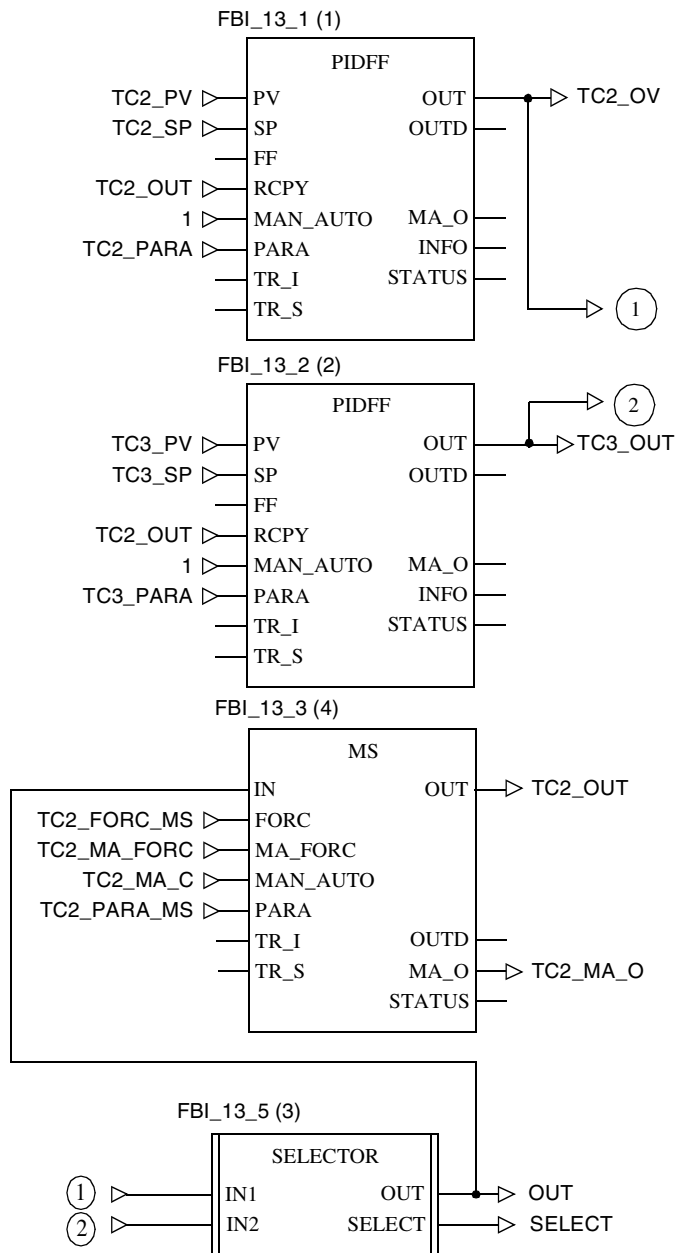 FBI_13_1 (1)
PIDFF
TC2_PV PV OUT TC2_OV
TC2_SP SP OUTD
FF
TC2_OUT RCPY
1 MAN_AUTO MA_O
TC2_PARA PARA INFO
TR_I STATUS
TR_S 1
FBI_13_2 (2)
PIDFF 2
TC3_PV PV OUT TC3_OUT
TC3_SP SP OUTD
FF
TC2_OUT RCPY
1 MAN_AUTO MA_O
TC3_PARA PARA INFO
TR_I STATUS
TR_S
FBI_13_3 (4)
MS
IN OUT TC2_OUT
TC2_FORC_MS FORC
TC2_MA_FORC MA_FORC
TC2_MA_C MAN_AUTO
TC2_PARA_MS PARA
TR_I OUTD
TR_S MA_O TC2_MA_O
STATUS
FBI_13_5 (3)
SELECTOR
1 IN1 OUT OUT
2 IN2 SELECT SELECT